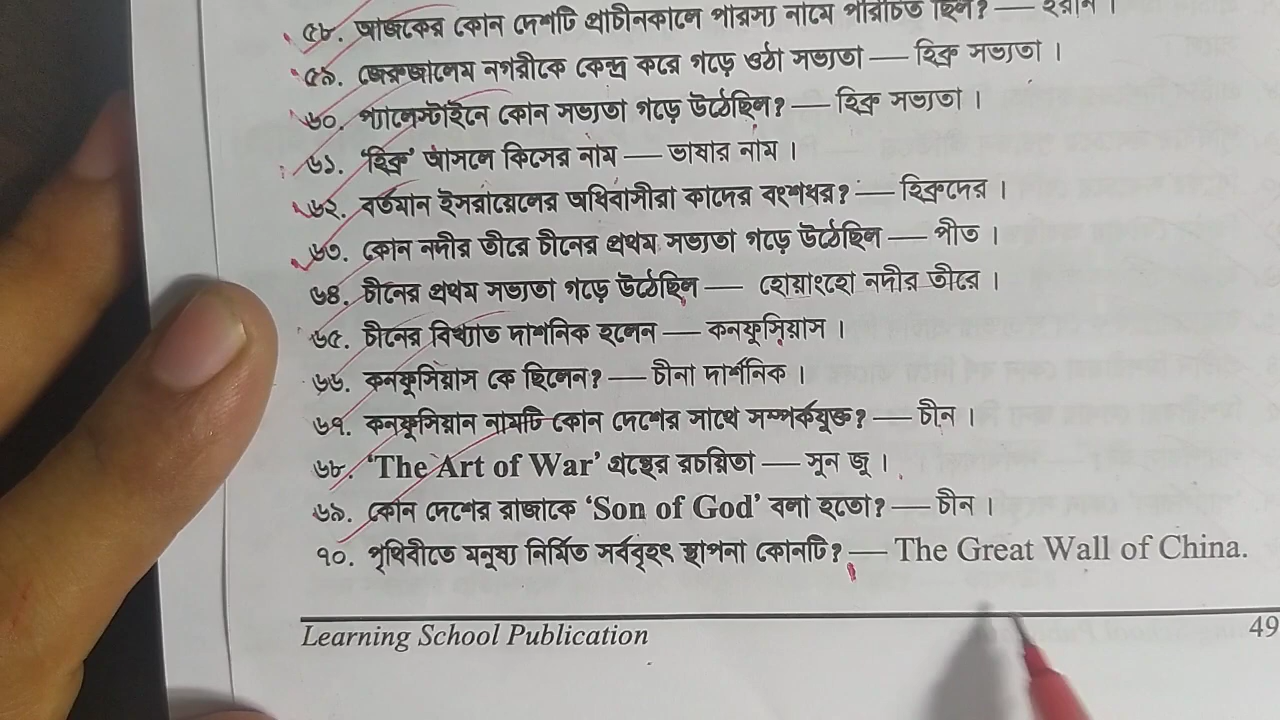 ৫৮. আজকের কোন দেশটি প্রাচীনকালে পারস্য নামে পরিচিত ছিল? — ইরান।
৫৯. জেরুজালেম নগরীকে কেন্দ্র করে গড়ে ওঠা সভ্যতা — হিব্রু সভ্যতা।
৬০. প্যালেস্টাইনে কোন সভ্যতা গড়ে উঠেছিল? — হিব্রু সভ্যতা।
৬১. ‘হিব্রু’ আসলে কিসের নাম — ভাষার নাম।
৬২. বর্তমান ইসরায়েলের অধিবাসীরা কাদের বংশধর? — হিব্রুদের।
৬৩. কোন নদীর তীরে চীনের প্রথম সভ্যতা গড়ে উঠেছিল — পীত।
৬৪. চীনের প্রথম সভ্যতা গড়ে উঠেছিল — হোয়াংহো নদীর তীরে।
৬৫. চীনের বিখ্যাত দার্শনিক হলেন — কনফুসিয়াস।
৬৬. কনফুসিয়াস কে ছিলেন? — চীনা দার্শনিক।
৬৭. কনফুসিয়ান নামটি কোন দেশের সাথে সম্পর্কযুক্ত? — চীন।
৬৮. ‘The Art of War’ গ্রন্থের রচয়িতা — সুন জু।
৬৯. কোন দেশের রাজাকে ‘Son of God’ বলা হতো? — চীন।
৭০. পৃথিবীতে মনুষ্য নির্মিত সর্ববৃহৎ স্থাপনা কোনটি? — The Great Wall of China.
Learning School Publication 49